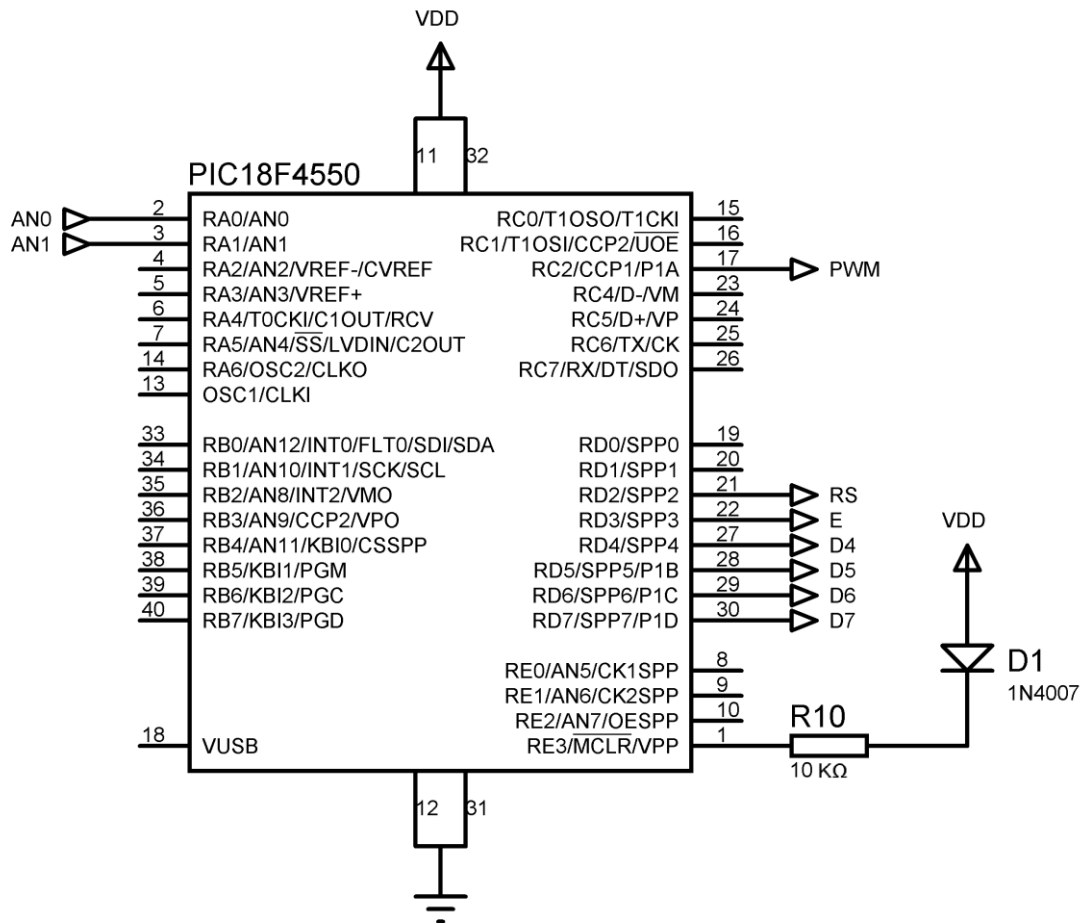 VDD
11 32
PIC18F4550
AN0 2 RA0/AN0 RC0/T1OSO/T1CKI 15
AN1 3 RA1/AN1 RC1/T1OSI/CCP2/UOE 16
4 RA2/AN2/VREF-/CVREF RC2/CCP1/P1A 17 PWM
5 RA3/AN3/VREF+ RC4/D-/VM 23
6 RA4/T0CKI/C1OUT/RCV RC5/D+/VP 24
7 RA5/AN4/SS/LVDIN/C2OUT RC6/TX/CK 25
14 RA6/OSC2/CLKO RC7/RX/DT/SDO 26
13 OSC1/CLKI
33 RB0/AN12/INT0/FLT0/SDI/SDA RD0/SPP0 19
34 RB1/AN10/INT1/SCK/SCL RD1/SPP1 20
35 RB2/AN8/INT2/VMO RD2/SPP2 21 RS
36 RB3/AN9/CCP2/VPO RD3/SPP3 22 E
VDD
37 RB4/AN11/KBI0/CSSPP RD4/SPP4 27 D4
38 RB5/KBI1/PGM RD5/SPP5/P1B 28 D5
39 RB6/KBI2/PGC RD6/SPP6/P1C 29 D6
40 RB7/KBI3/PGD RD7/SPP7/P1D 30 D7
RE0/AN5/CK1SPP 8
D1
RE1/AN6/CK2SPP 9
1N4007
RE2/AN7/OESPP 10
R10
18 VUSB RE3/MCLR/VPP 1
10 KΩ
12 31